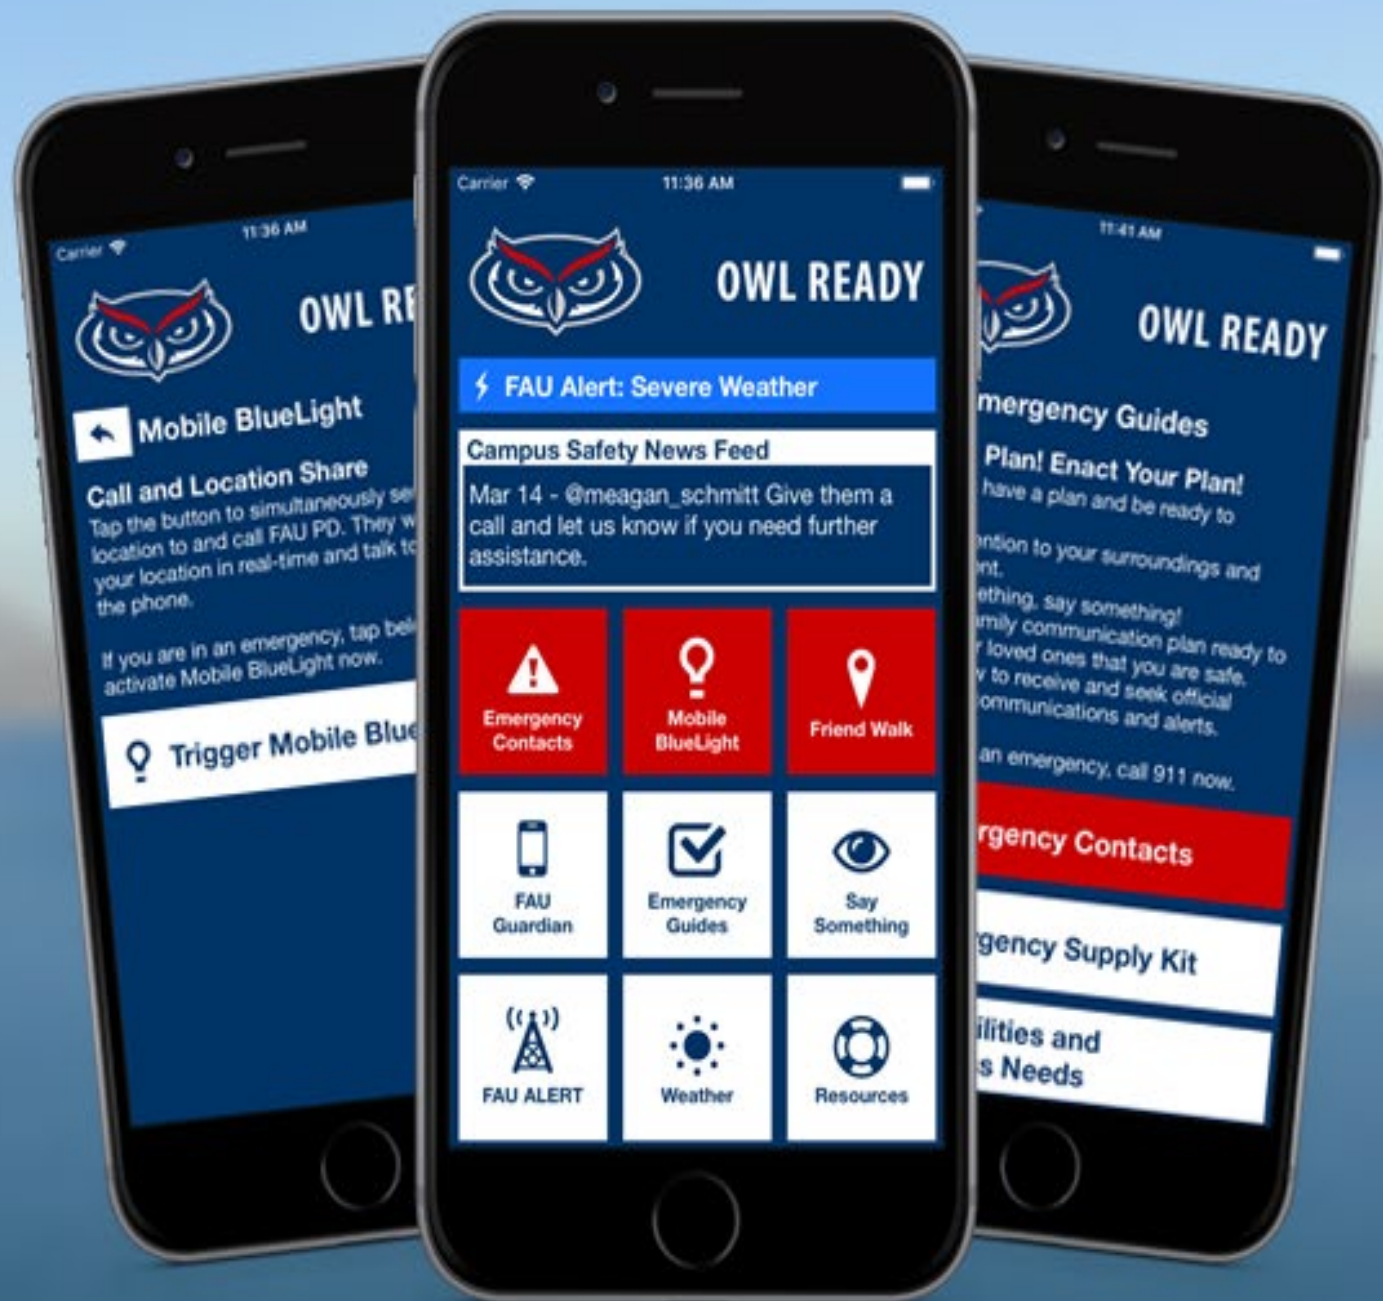 Carrier
11:36 AM
OWL
Mobile BlueLight
Call and Location Share
Tap the button to simultaneously
location to and call FAU PD. They
your location in real-time and talk to
the phone.
If you are in an emergency, tap
activate Mobile BlueLight now.
Trigger Mobile
Carrier
11:36 AM
OWL READY
FAU Alert: Severe Weather
Campus Safety News Feed
Mar 14 - @meagan_schmitt Give them a
call and let us know if you need further
assistance.
Emergency
Contacts
Mobile
BlueLight
Friend Walk
FAU
Guardian
Emergency
Guides
Say
Something
FAU ALERT
Weather
Resources
11:41 AM
OWL READY
Guides
Plan! Enact Your Plan!
have a plan and be ready to
to your surroundings and
say something!
communication plan ready to
loved ones that you are safe.
to receive and seek official
and alerts.
an emergency, call 911 now.
Contacts
Supply Kit
and
Needs